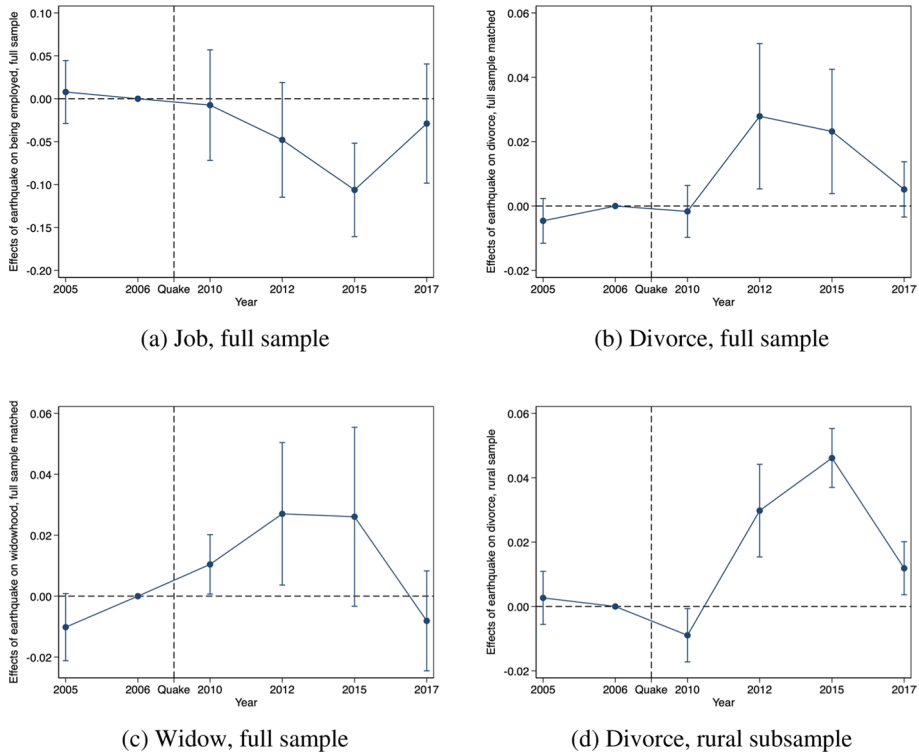 Effects of earthquake on being employed, full sample
0.10
0.05
0.00
-0.05
-0.10
-0.15
-0.20
2005 2006 Quake 2010 2012 2015 2017
Year
(a) Job, full sample
Effects of earthquake on divorce, full sample matched
0.06
0.04
0.02
0.00
-0.02
2005 2006 Quake 2010 2012 2015 2017
Year
(b) Divorce, full sample
Effects of earthquake on widowhood, full sample matched
0.06
0.04
0.02
0.00
-0.02
2005 2006 Quake 2010 2012 2015 2017
Year
(c) Widow, full sample
Effects of earthquake on divorce, rural sample
0.06
0.04
0.02
0.00
-0.02
2005 2006 Quake 2010 2012 2015 2017
Year
(d) Divorce, rural subsample